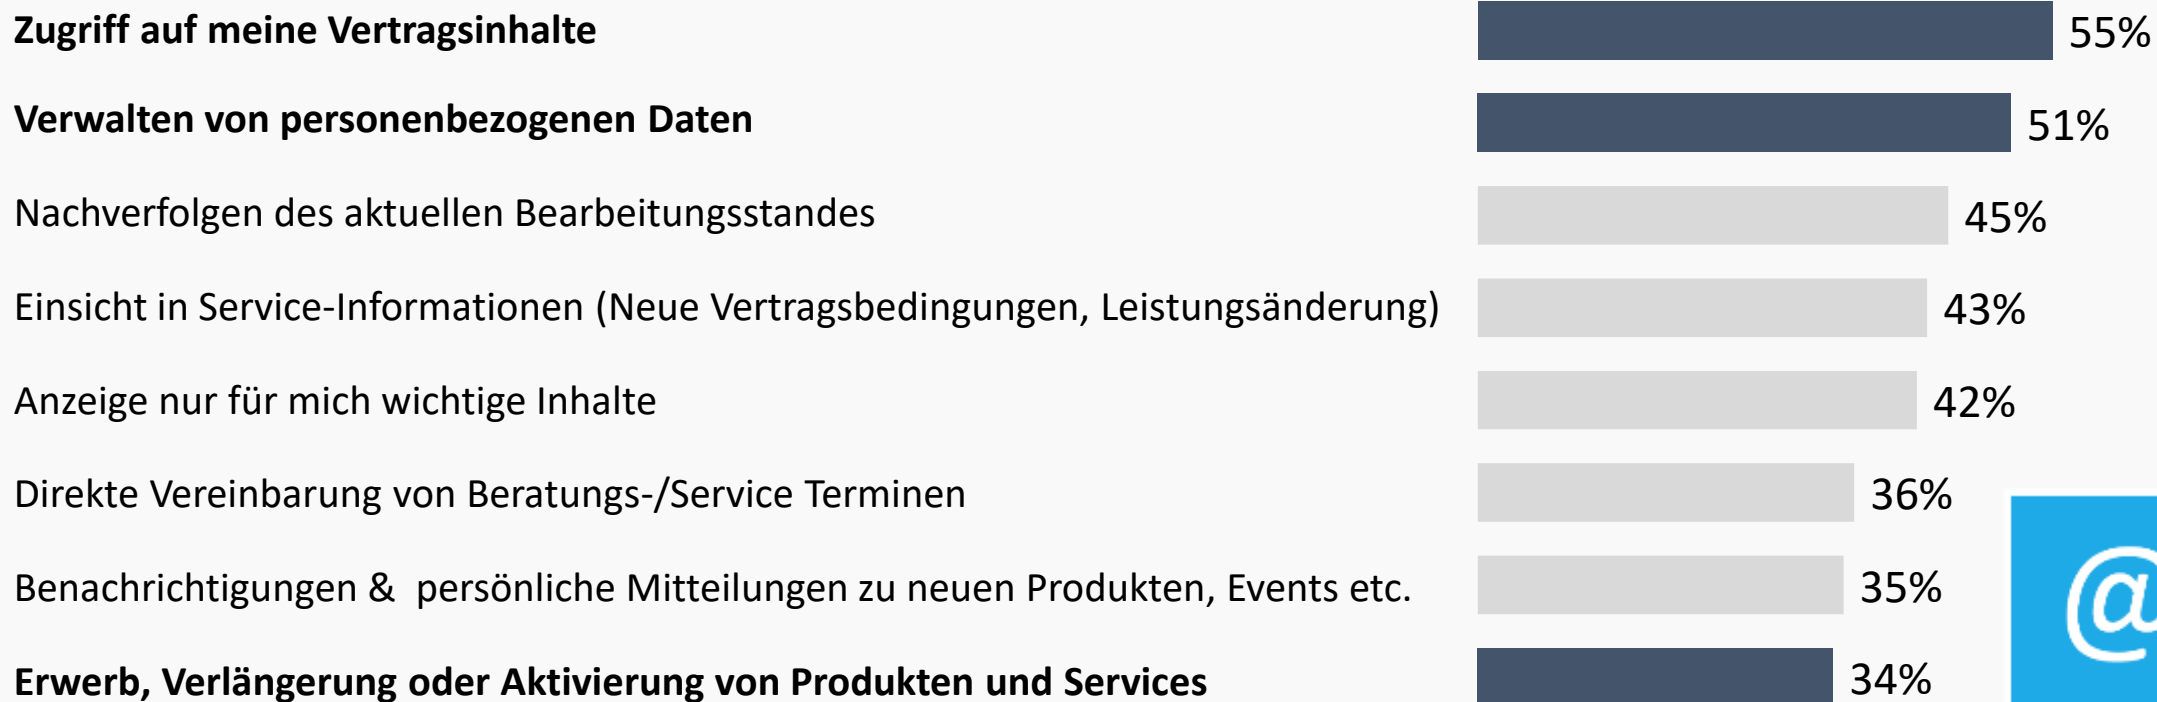 Zugriff auf meine Vertragsinhalte 55%
Verwalten von personenbezogenen Daten 51%
Nachverfolgen des aktuellen Bearbeitungsstandes 45%
Einsicht in Service-Informationen (Neue Vertragsbedingungen, Leistungsänderung) 43%
Anzeige nur für mich wichtige Inhalte 42%
Direkte Vereinbarung von Beratungs-/Service Terminen 36%
Benachrichtigungen &  persönliche Mitteilungen zu neuen Produkten, Events etc. 35%
Erwerb, Verlängerung oder Aktivierung von Produkten und Services 34%
@